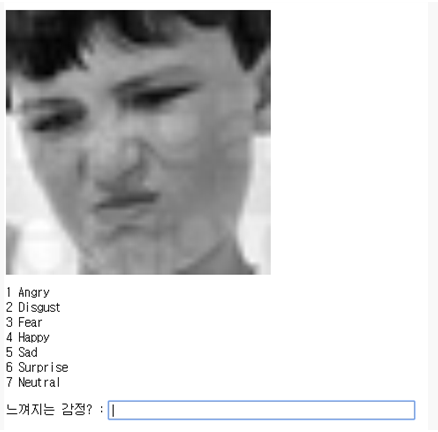 1 Angry
2 Disgust
3 Fear
4 Happy
5 Sad
6 Surprise
7 Neutral
느껴지는 감정? :